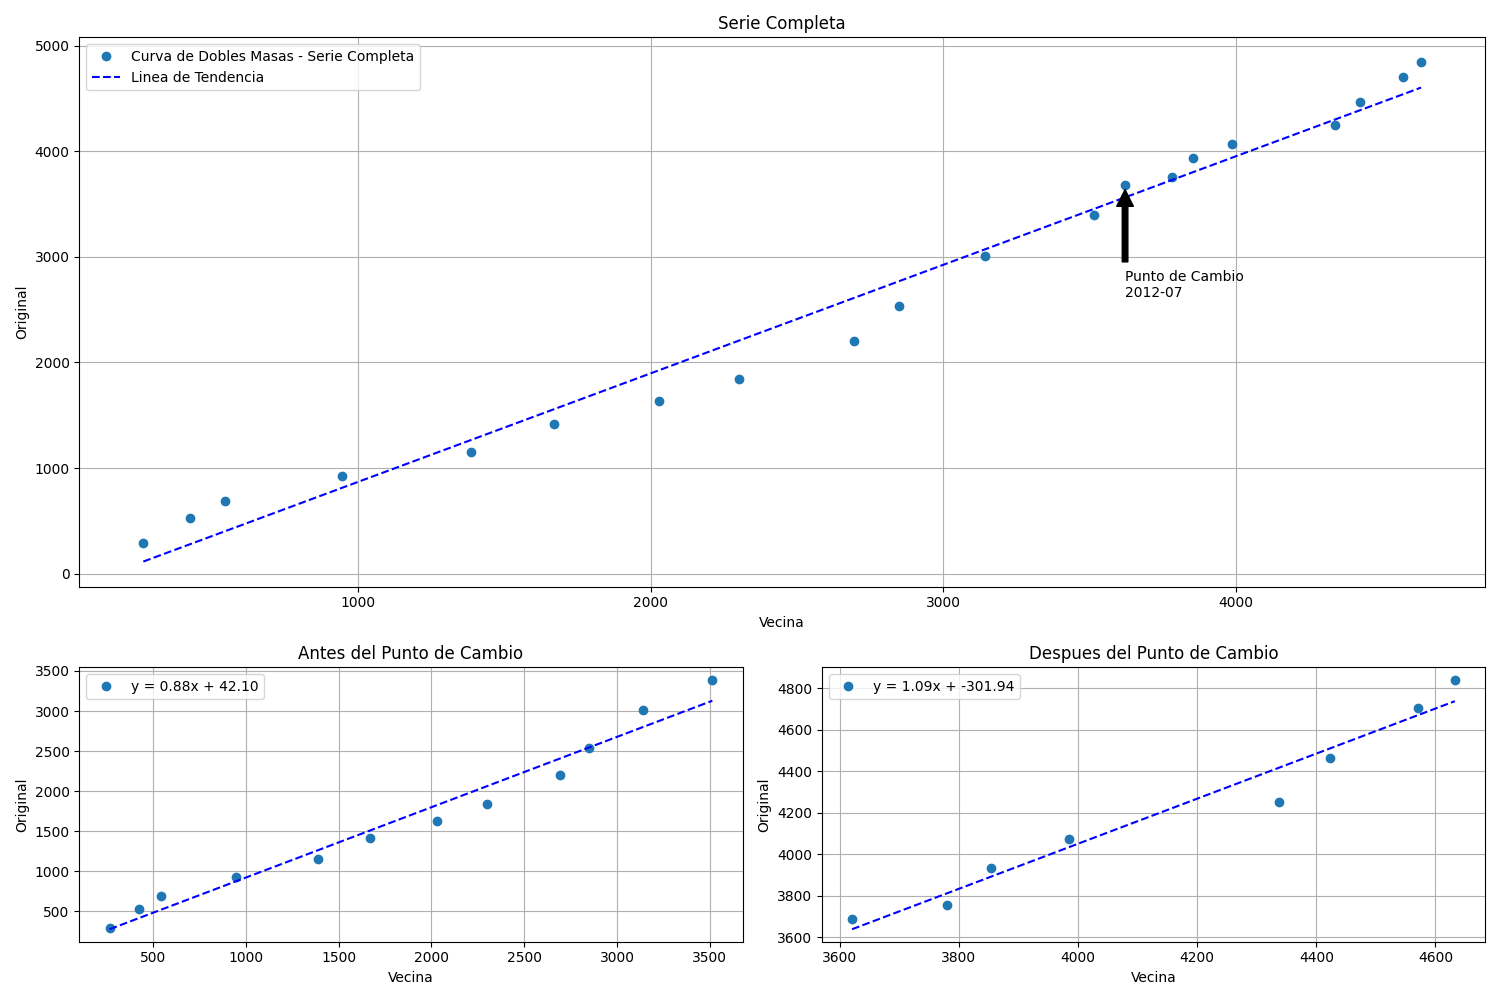 Serie Completa
Curva de Dobles Masas - Serie Completa
Linea de Tendencia
5000
4000
3000
2000
1000
0
Original
Punto de Cambio
2012-07
1000
2000
3000
4000
Vecina
Antes del Punto de Cambio
y = 0.88x + 42.10
3500
3000
2500
2000
1500
1000
500
Original
500
1000
1500
2000
2500
3000
3500
Vecina
Despues del Punto de Cambio
y = 1.09x + -301.94
4800
4600
4400
4200
4000
3800
3600
Original
3600
3800
4000
4200
4400
4600
Vecina